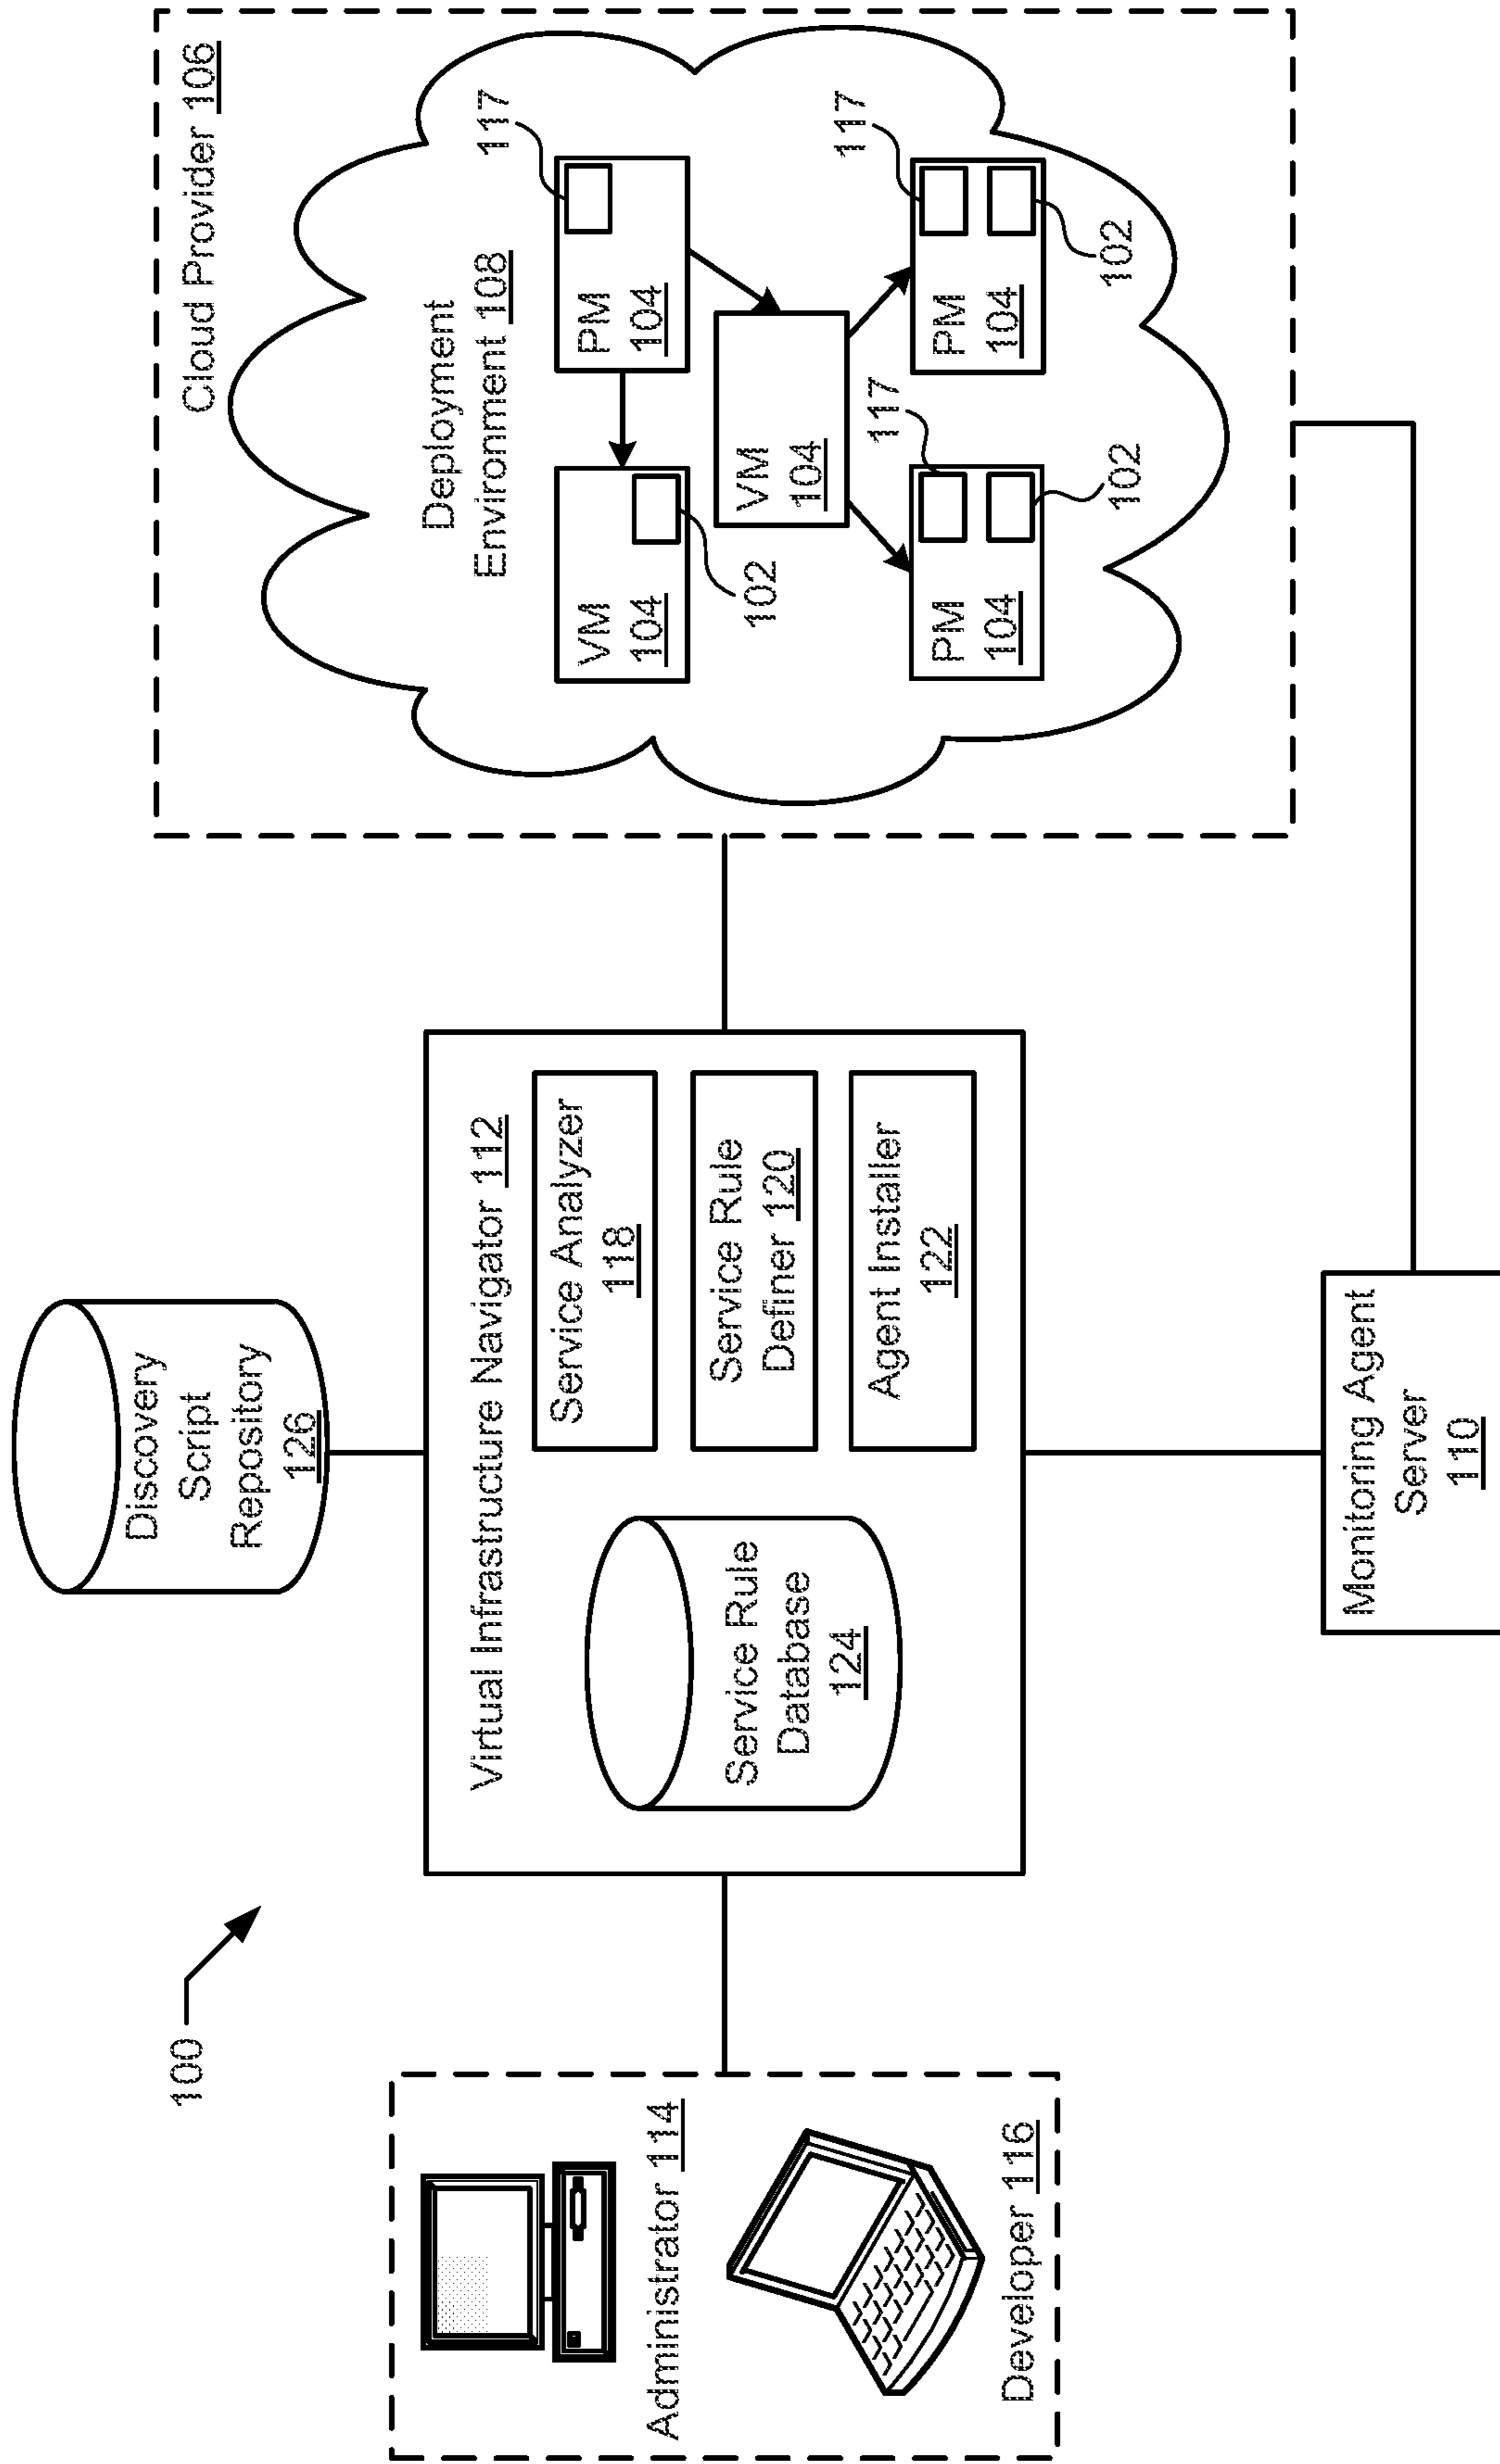 100
Discovery
Script
Repository
126
Cloud Provider 106
Deployment
Environment 108
VM
104
102
PM
104
117
VM
104
PM
104
117
102
PM
104
117
102
Virtual Infrastructure Navigator 112
Service Rule
Database
124
Service Analyzer
118
Service Rule
Definer 120
Agent Installer
122
Administrator 114
Developer 116
Monitoring Agent
Server
110